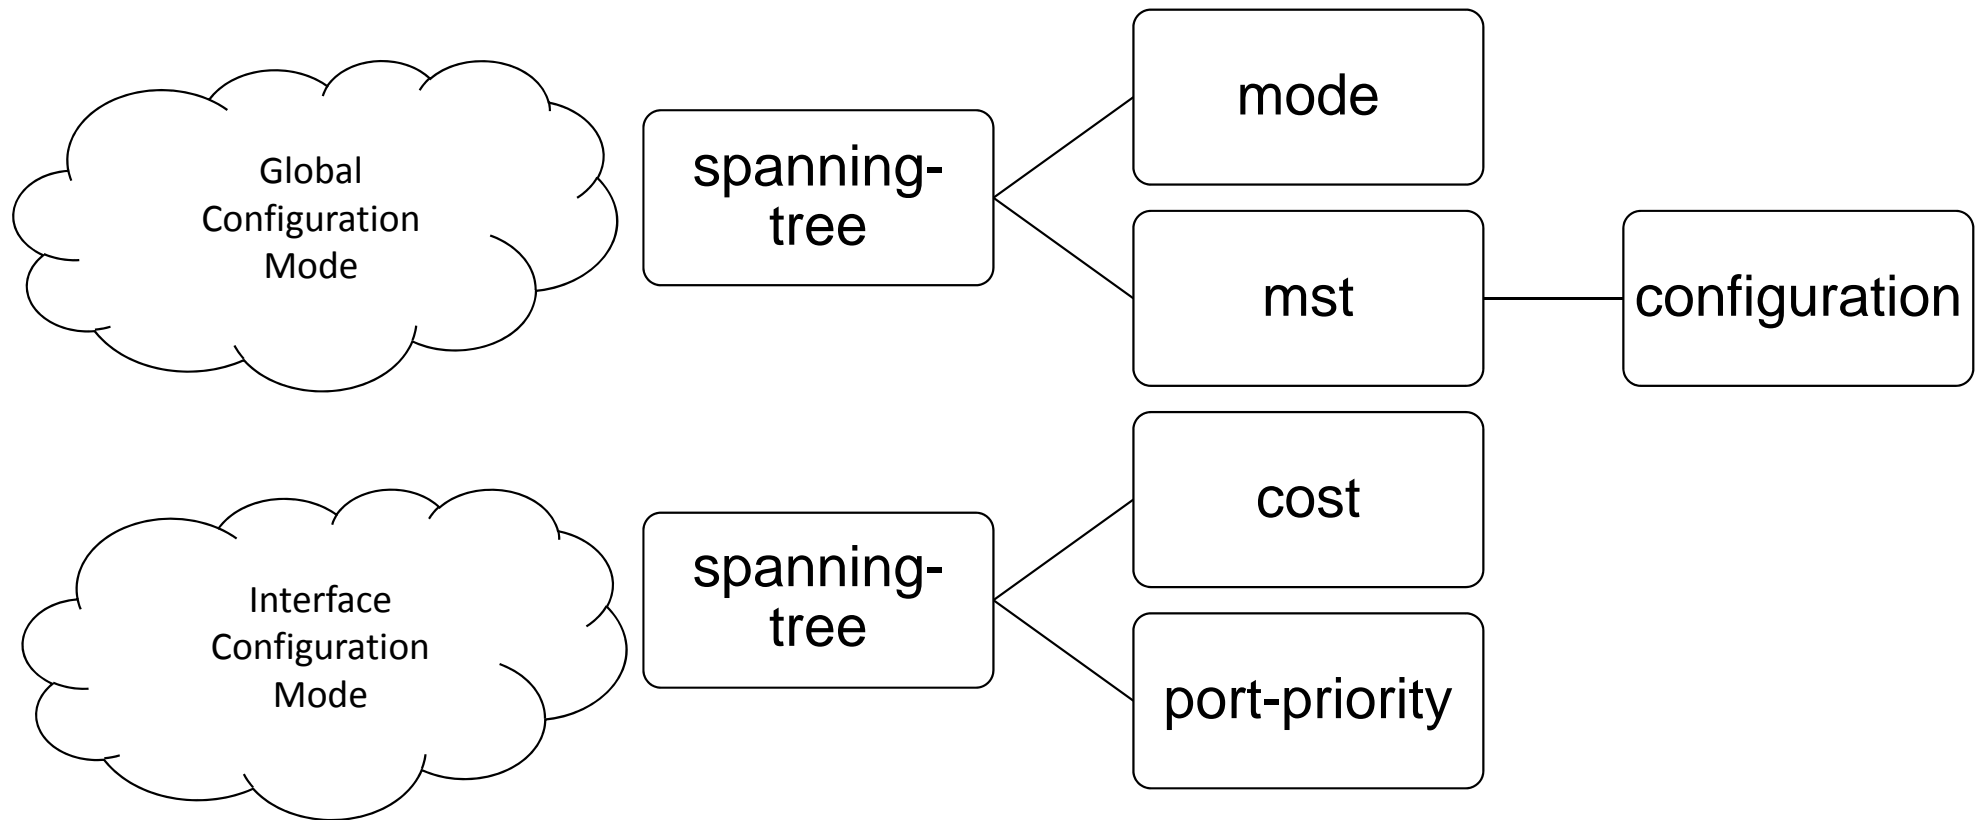 Global
Configuration
Mode
spanning-
tree
mode
mst
configuration
Interface
Configuration
Mode
spanning-
tree
cost
port-priority